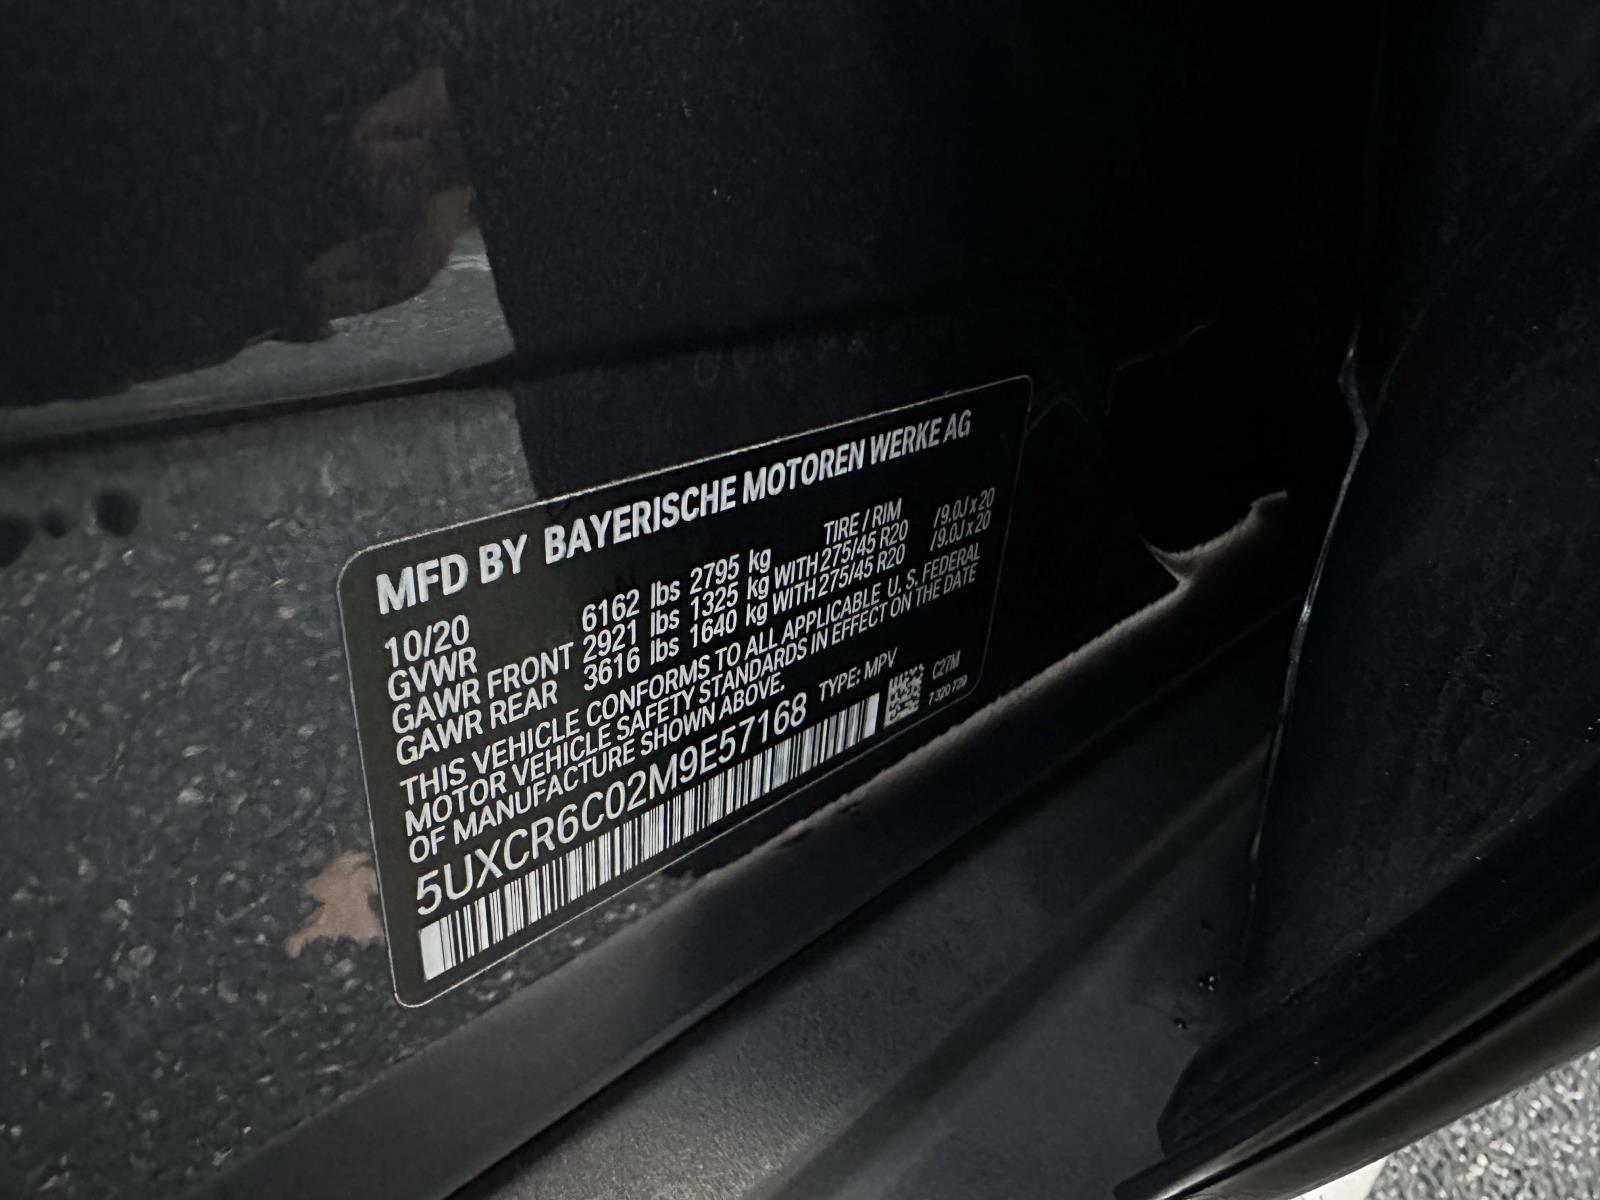 MFD BY BAYERISCHE MOTOREN WERKE AG
10/20 TIRE / RIM
GVWR 6162 lbs 2795 kg
GAWR FRONT 2921 lbs 1325 kg WITH 275/45 R20 /9.0J x 20
GAWR REAR 3616 lbs 1640 kg WITH 275/45 R20 /9.0J x 20
THIS VEHICLE CONFORMS TO ALL APPLICABLE U. S. FEDERAL
MOTOR VEHICLE SAFETY STANDARDS IN EFFECT ON THE DATE
OF MANUFACTURE SHOWN ABOVE.
5UXCR6C02M9E57168 TYPE: MPV
C27M
7 320 729